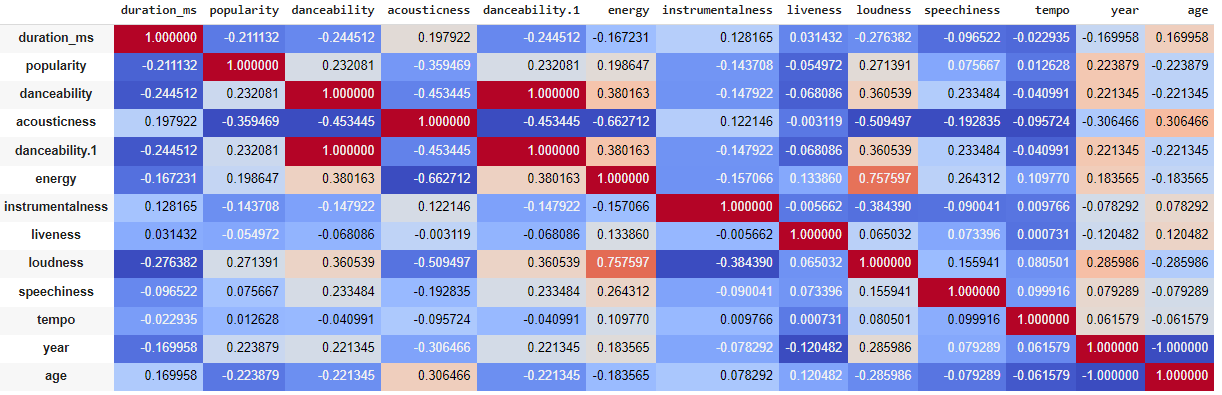 duration_ms popularity danceability acousticness danceability.1 energy instrumentalness liveness loudness speechiness tempo year age
duration_ms 1.000000 -0.211132 -0.244512 0.197922 -0.244512 -0.167231 0.128165 0.031432 -0.276382 -0.096522 -0.022935 -0.169958 0.169958
popularity -0.211132 1.000000 0.232081 -0.359469 0.232081 0.198647 -0.143708 -0.054972 0.271391 0.075667 0.012628 0.223879 -0.223879
danceability -0.244512 0.232081 1.000000 -0.453445 1.000000 0.380163 -0.147922 -0.068086 0.360539 0.233484 -0.040991 0.221345 -0.221345
acousticness 0.197922 -0.359469 -0.453445 1.000000 -0.453445 -0.662712 0.122146 -0.003119 -0.509497 -0.192835 -0.095724 -0.306466 0.306466
danceability.1 -0.244512 0.232081 1.000000 -0.453445 1.000000 0.380163 -0.147922 -0.068086 0.360539 0.233484 -0.040991 0.221345 -0.221345
energy -0.167231 0.198647 0.380163 -0.662712 0.380163 1.000000 -0.157066 0.133860 0.757597 0.264312 0.109770 0.183565 -0.183565
instrumentalness 0.128165 -0.143708 -0.147922 0.122146 -0.147922 -0.157066 1.000000 -0.005662 -0.384390 -0.090041 0.009766 -0.078292 0.078292
liveness 0.031432 -0.054972 -0.068086 -0.003119 -0.068086 0.133860 -0.005662 1.000000 0.065032 0.073396 0.000731 -0.120482 0.120482
loudness -0.276382 0.271391 0.360539 -0.509497 0.360539 0.757597 -0.384390 0.065032 1.000000 0.155941 0.080501 0.285986 -0.285986
speechiness -0.096522 0.075667 0.233484 -0.192835 0.233484 0.264312 -0.090041 0.073396 0.155941 1.000000 0.099916 0.079289 -0.079289
tempo -0.022935 0.012628 -0.040991 -0.095724 -0.040991 0.109770 0.009766 0.000731 0.080501 0.099916 1.000000 0.061579 -0.061579
year -0.169958 0.223879 0.221345 -0.306466 0.221345 0.183565 -0.078292 -0.120482 0.285986 0.079289 0.061579 1.000000 -1.000000
age 0.169958 -0.223879 -0.221345 0.306466 -0.221345 -0.183565 0.078292 0.120482 -0.285986 -0.079289 -0.061579 -1.000000 1.000000